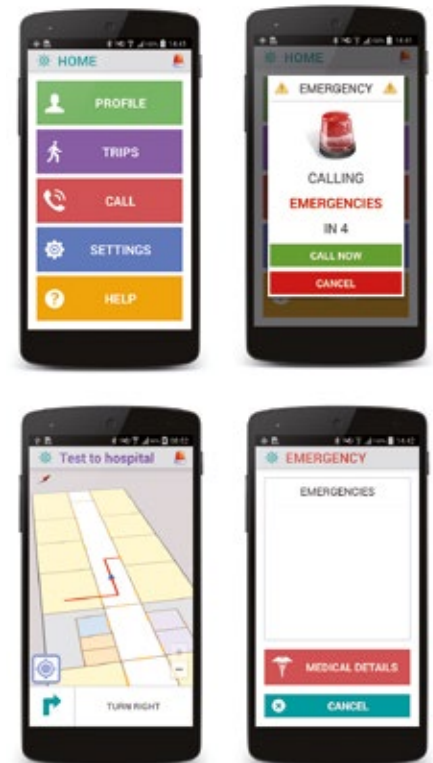 HOME
PROFILE
TRIPS
CALL
SETTINGS
HELP
HOME
EMERGENCY
CALLING
EMERGENCIES
IN 4
CALL NOW
CANCEL
Test to hospital
TURN RIGHT
EMERGENCY
EMERGENCIES
MEDICAL DETAILS
CANCEL